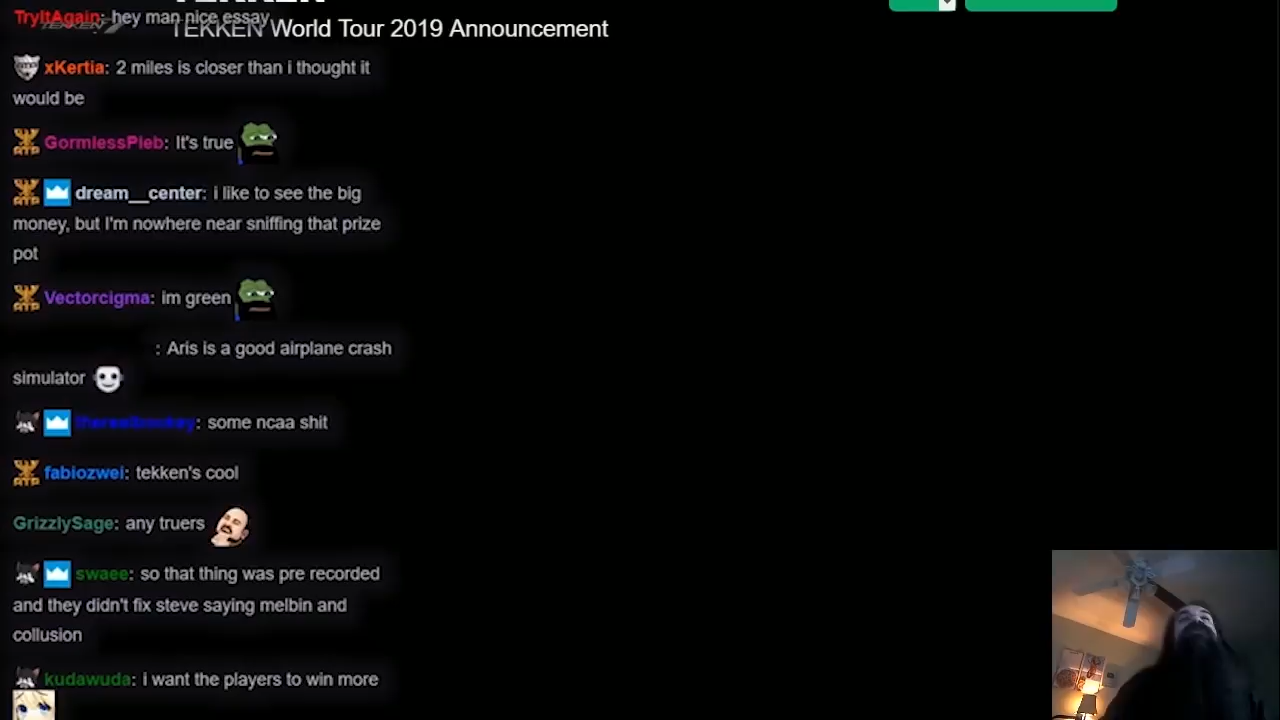 TEKKEN
TryItAgain: hey man nice essay
TEKKEN World Tour 2019 Announcement
xKertia: 2 miles is closer than i thought it
would be
GormlessPleb: It's true
dream__center: i like to see the big
money, but I'm nowhere near sniffing that prize
pot
Vectorcigma: im green
: Aris is a good airplane crash
simulator
: some ncaa shit
fabiozwei: tekken's cool
GrizzlySage: any truers
swaee: so that thing was pre recorded
and they didn't fix steve saying melbin and
collusion
kudawuda: i want the players to win more